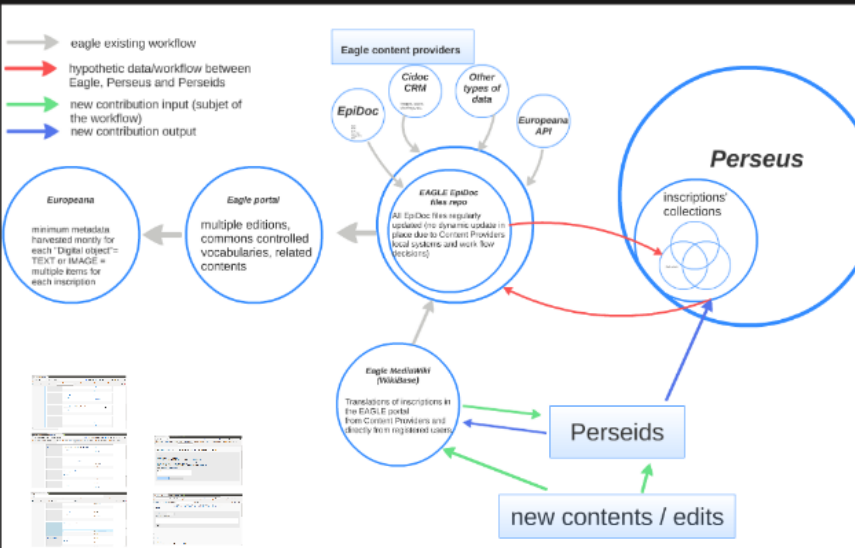 eagle existing workflow
hypothetic data/workflow between
Eagle, Perseus and Perseids
new contribution input (subjet of
the workflow)
new contribution output
Eagle content providers
EpiDoc
Cidoc
CRM
Other
types of
data
Europeana
API
Perseus
inscriptions'
collections
EAGLE EpiDoc
files repo
All EpiDoc files regularly
updated (no dynamic update in
place due to Content Providers
local systems and work flow
decisions)
Eagle portal
multiple editions,
commons controlled
vocabularies, related
contents
Europeana
minimum metadata
harvested montly for
each "Digital object"=
TEXT or IMAGE =
multiple items for
each inscription
Eagle MediaWiki
(WikiBase)
Translations of inscriptions in
the EAGLE portal
from Content Providers and
directly from registered users
Perseids
new contents / edits